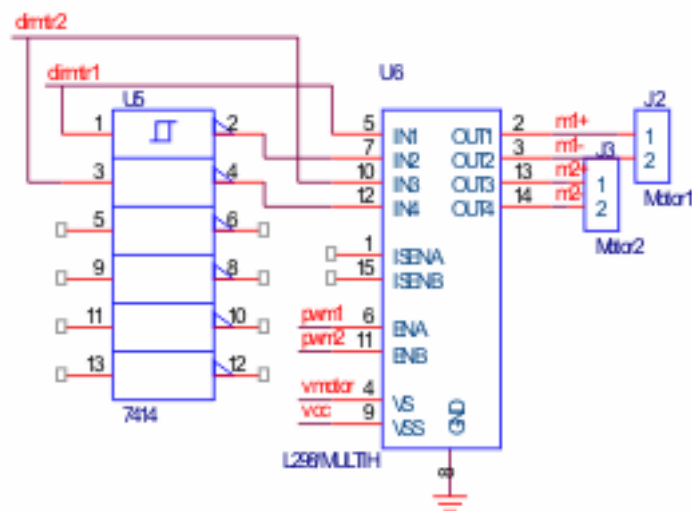 dirmtr2
dirmtr1
U5
U6
J2
1 2
3 4
5 6
9 8
11 10
13 12
7414
5 IN1 OUT1 2 m1+ 1
7 IN2 OUT2 3 m1- 2
10 IN3 OUT3 13 m2+
12 IN4 OUT4 14 m2-
J3
1
2
Motor1
Motor2
1 ISENA
15 ISENB
pwm1 6 ENA
pwm2 11 ENB
vmotor 4 VS
vcc 9 VSS
GND
8
L298/MULTIH